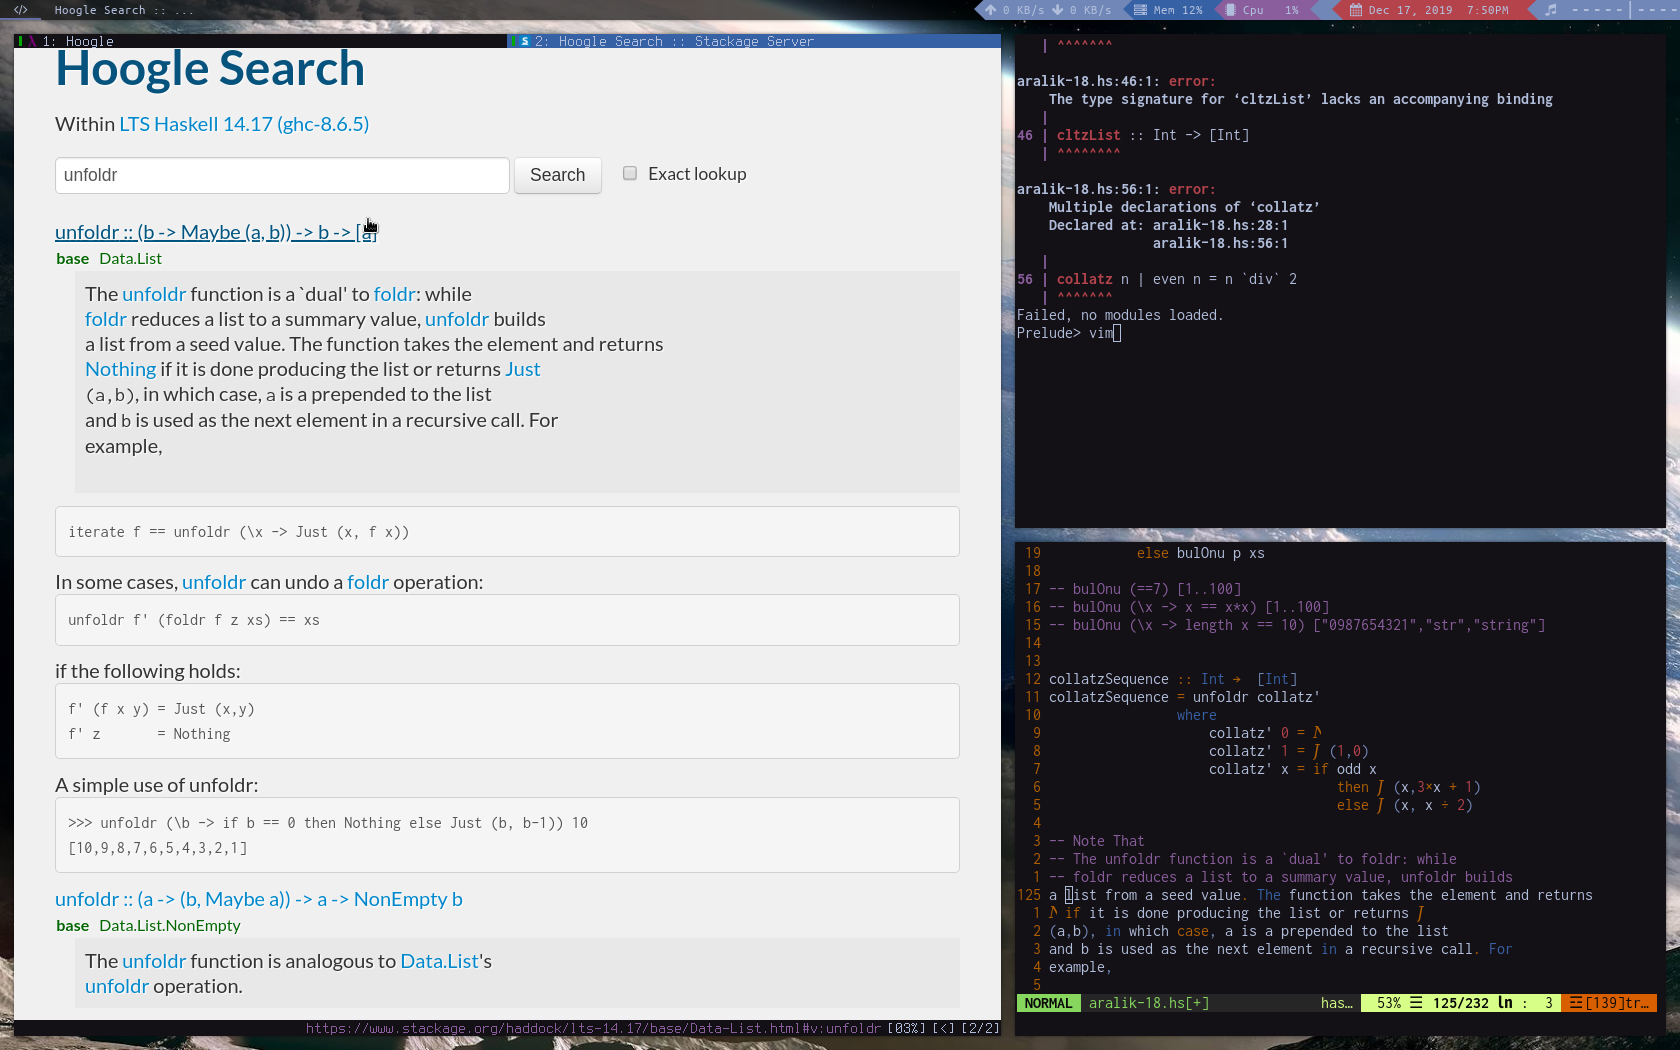 </> Hoogle Search :: ...
0 KB/s 0 KB/s Mem 12% Cpu 1% Dec 17, 2019 7:50PM
1: Hoogle
2: Hoogle Search :: Stackage Server
Hoogle Search
Within LTS Haskell 14.17 (ghc-8.6.5)
unfoldr Search Exact lookup
unfoldr :: (b -> Maybe (a, b)) -> b -> [a]
base Data.List
The unfoldr function is a `dual' to foldr: while
foldr reduces a list to a summary value, unfoldr builds
a list from a seed value. The function takes the element and returns
Nothing if it is done producing the list or returns Just
(a,b), in which case, a is a prepended to the list
and b is used as the next element in a recursive call. For
example,
iterate f == unfoldr (\x -> Just (x, f x))
In some cases, unfoldr can undo a foldr operation:
unfoldr f' (foldr f z xs) == xs
if the following holds:
f' (f x y) = Just (x,y)
f' z       = Nothing
A simple use of unfoldr:
>>> unfoldr (\b -> if b == 0 then Nothing else Just (b, b-1)) 10
[10,9,8,7,6,5,4,3,2,1]
unfoldr :: (a -> (b, Maybe a)) -> a -> NonEmpty b
base Data.List.NonEmpty
The unfoldr function is analogous to Data.List's
unfoldr operation.
https://www.stackage.org/haddock/lts-14.17/base/Data-List.html#v:unfoldr [03%] [<] [2/2]
| ^^^^^^^
aralik-18.hs:46:1: error:
The type signature for ‘cltzList’ lacks an accompanying binding
|
46 | cltzList :: Int -> [Int]
| ^^^^^^^^
aralik-18.hs:56:1: error:
Multiple declarations of ‘collatz’
Declared at: aralik-18.hs:28:1
aralik-18.hs:56:1
|
56 | collatz n | even n = n `div` 2
| ^^^^^^^
Failed, no modules loaded.
Prelude> vim
19 else bulOnu p xs
18
17 -- bulOnu (==7) [1..100]
16 -- bulOnu (\x -> x == x*x) [1..100]
15 -- bulOnu (\x -> length x == 10) ["0987654321","str","string"]
14
13
12 collatzSequence :: Int → [Int]
11 collatzSequence = unfoldr collatz'
10 where
9 collatz' 0 = N
8 collatz' 1 = J (1,0)
7 collatz' x = if odd x
6 then J (x,3×x + 1)
5 else J (x, x ÷ 2)
4
3 -- Note That
2 -- The unfoldr function is a `dual' to foldr: while
1 -- foldr reduces a list to a summary value, unfoldr builds
125 a list from a seed value. The function takes the element and returns
1 N if it is done producing the list or returns J
2 (a,b), in which case, a is a prepended to the list
3 and b is used as the next element in a recursive call. For
4 example,
5
NORMAL aralik-18.hs[+] has… 53% ☰ 125/232 ln : 3 ☲[139]tr…